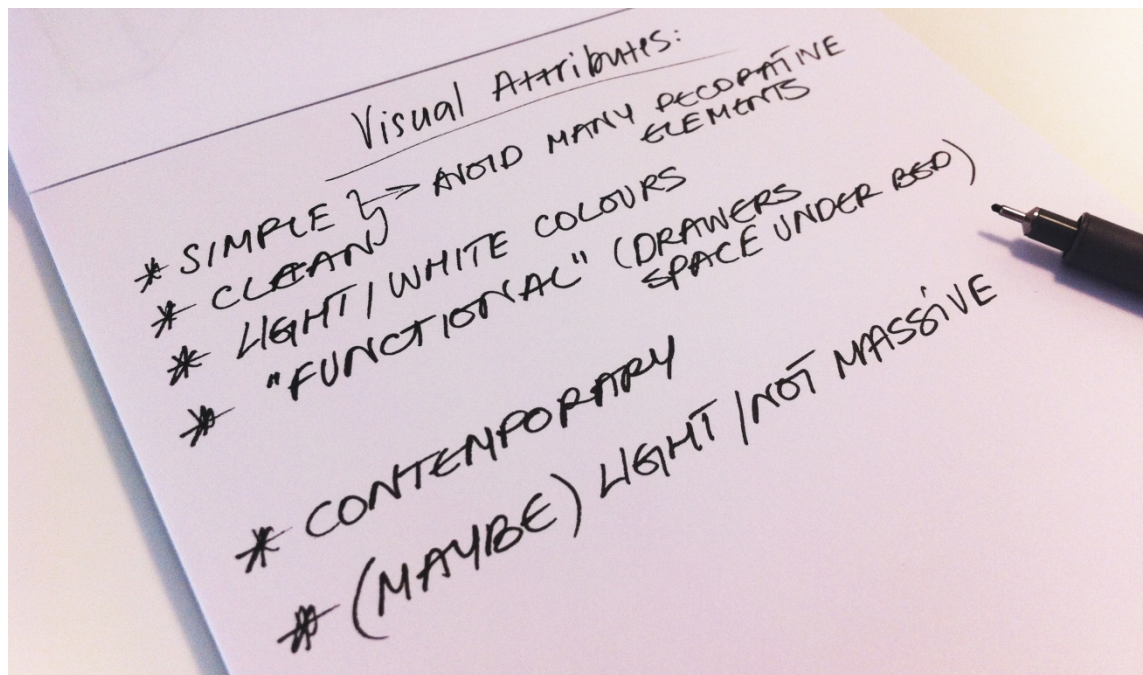 Visual Attributes:
* SIMPLE } → AVOID MANY DECORATIVE
ELEMENTS
* CLEAN
* LIGHT / WHITE COLOURS
* "FUNCTIONAL" (DRAWERS
SPACE UNDER BED)
* CONTEMPORARY
* (MAYBE) LIGHT / NOT MASSIVE